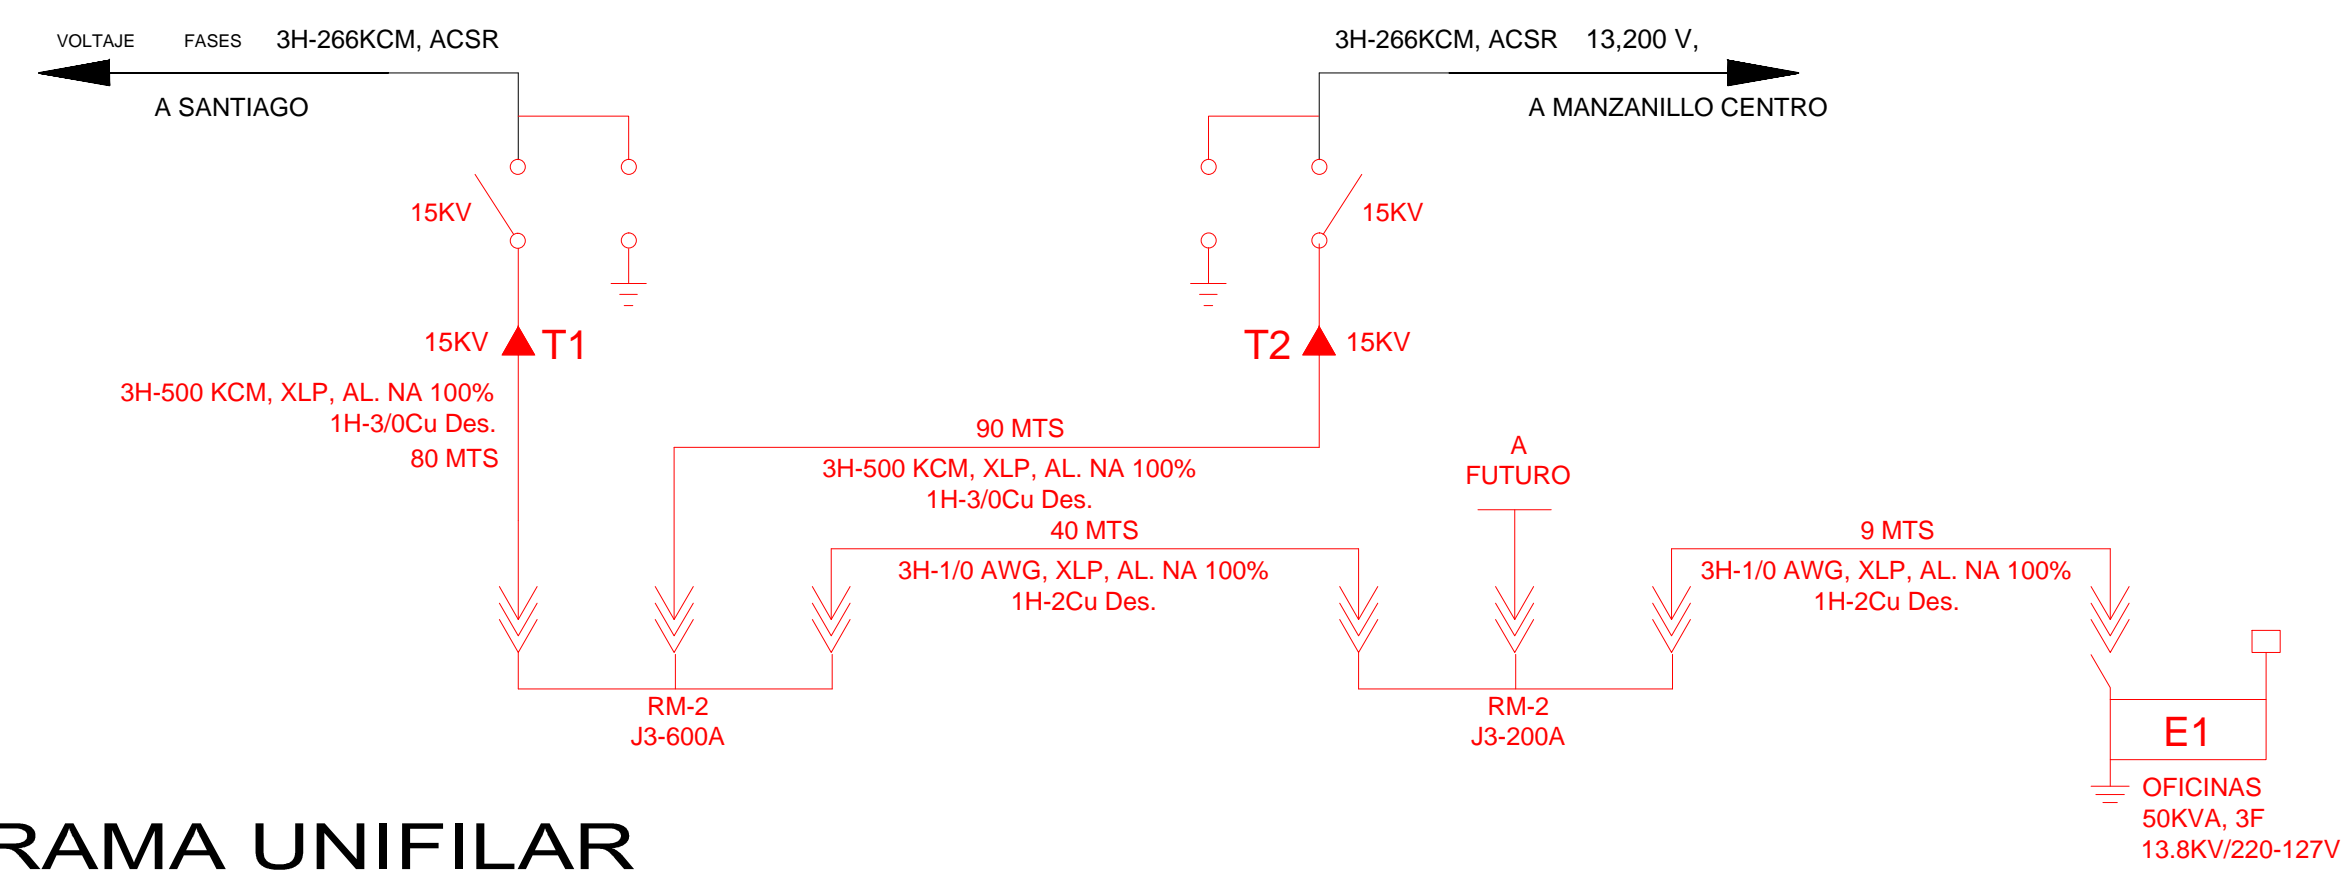 VOLTAJE FASES 3H-266KCM, ACSR
3H-266KCM, ACSR 13,200 V,
A SANTIAGO
A MANZANILLO CENTRO
15KV
15KV
15KV T1
T2 15KV
3H-500 KCM, XLP, AL. NA 100%
1H-3/0Cu Des.
80 MTS
90 MTS
3H-500 KCM, XLP, AL. NA 100%
1H-3/0Cu Des.
A
FUTURO
40 MTS
3H-1/0 AWG, XLP, AL. NA 100%
1H-2Cu Des.
9 MTS
3H-1/0 AWG, XLP, AL. NA 100%
1H-2Cu Des.
RM-2
J3-600A
RM-2
J3-200A
E1
OFICINAS
50KVA, 3F
13.8KV/220-127V
RAMA UNIFILAR